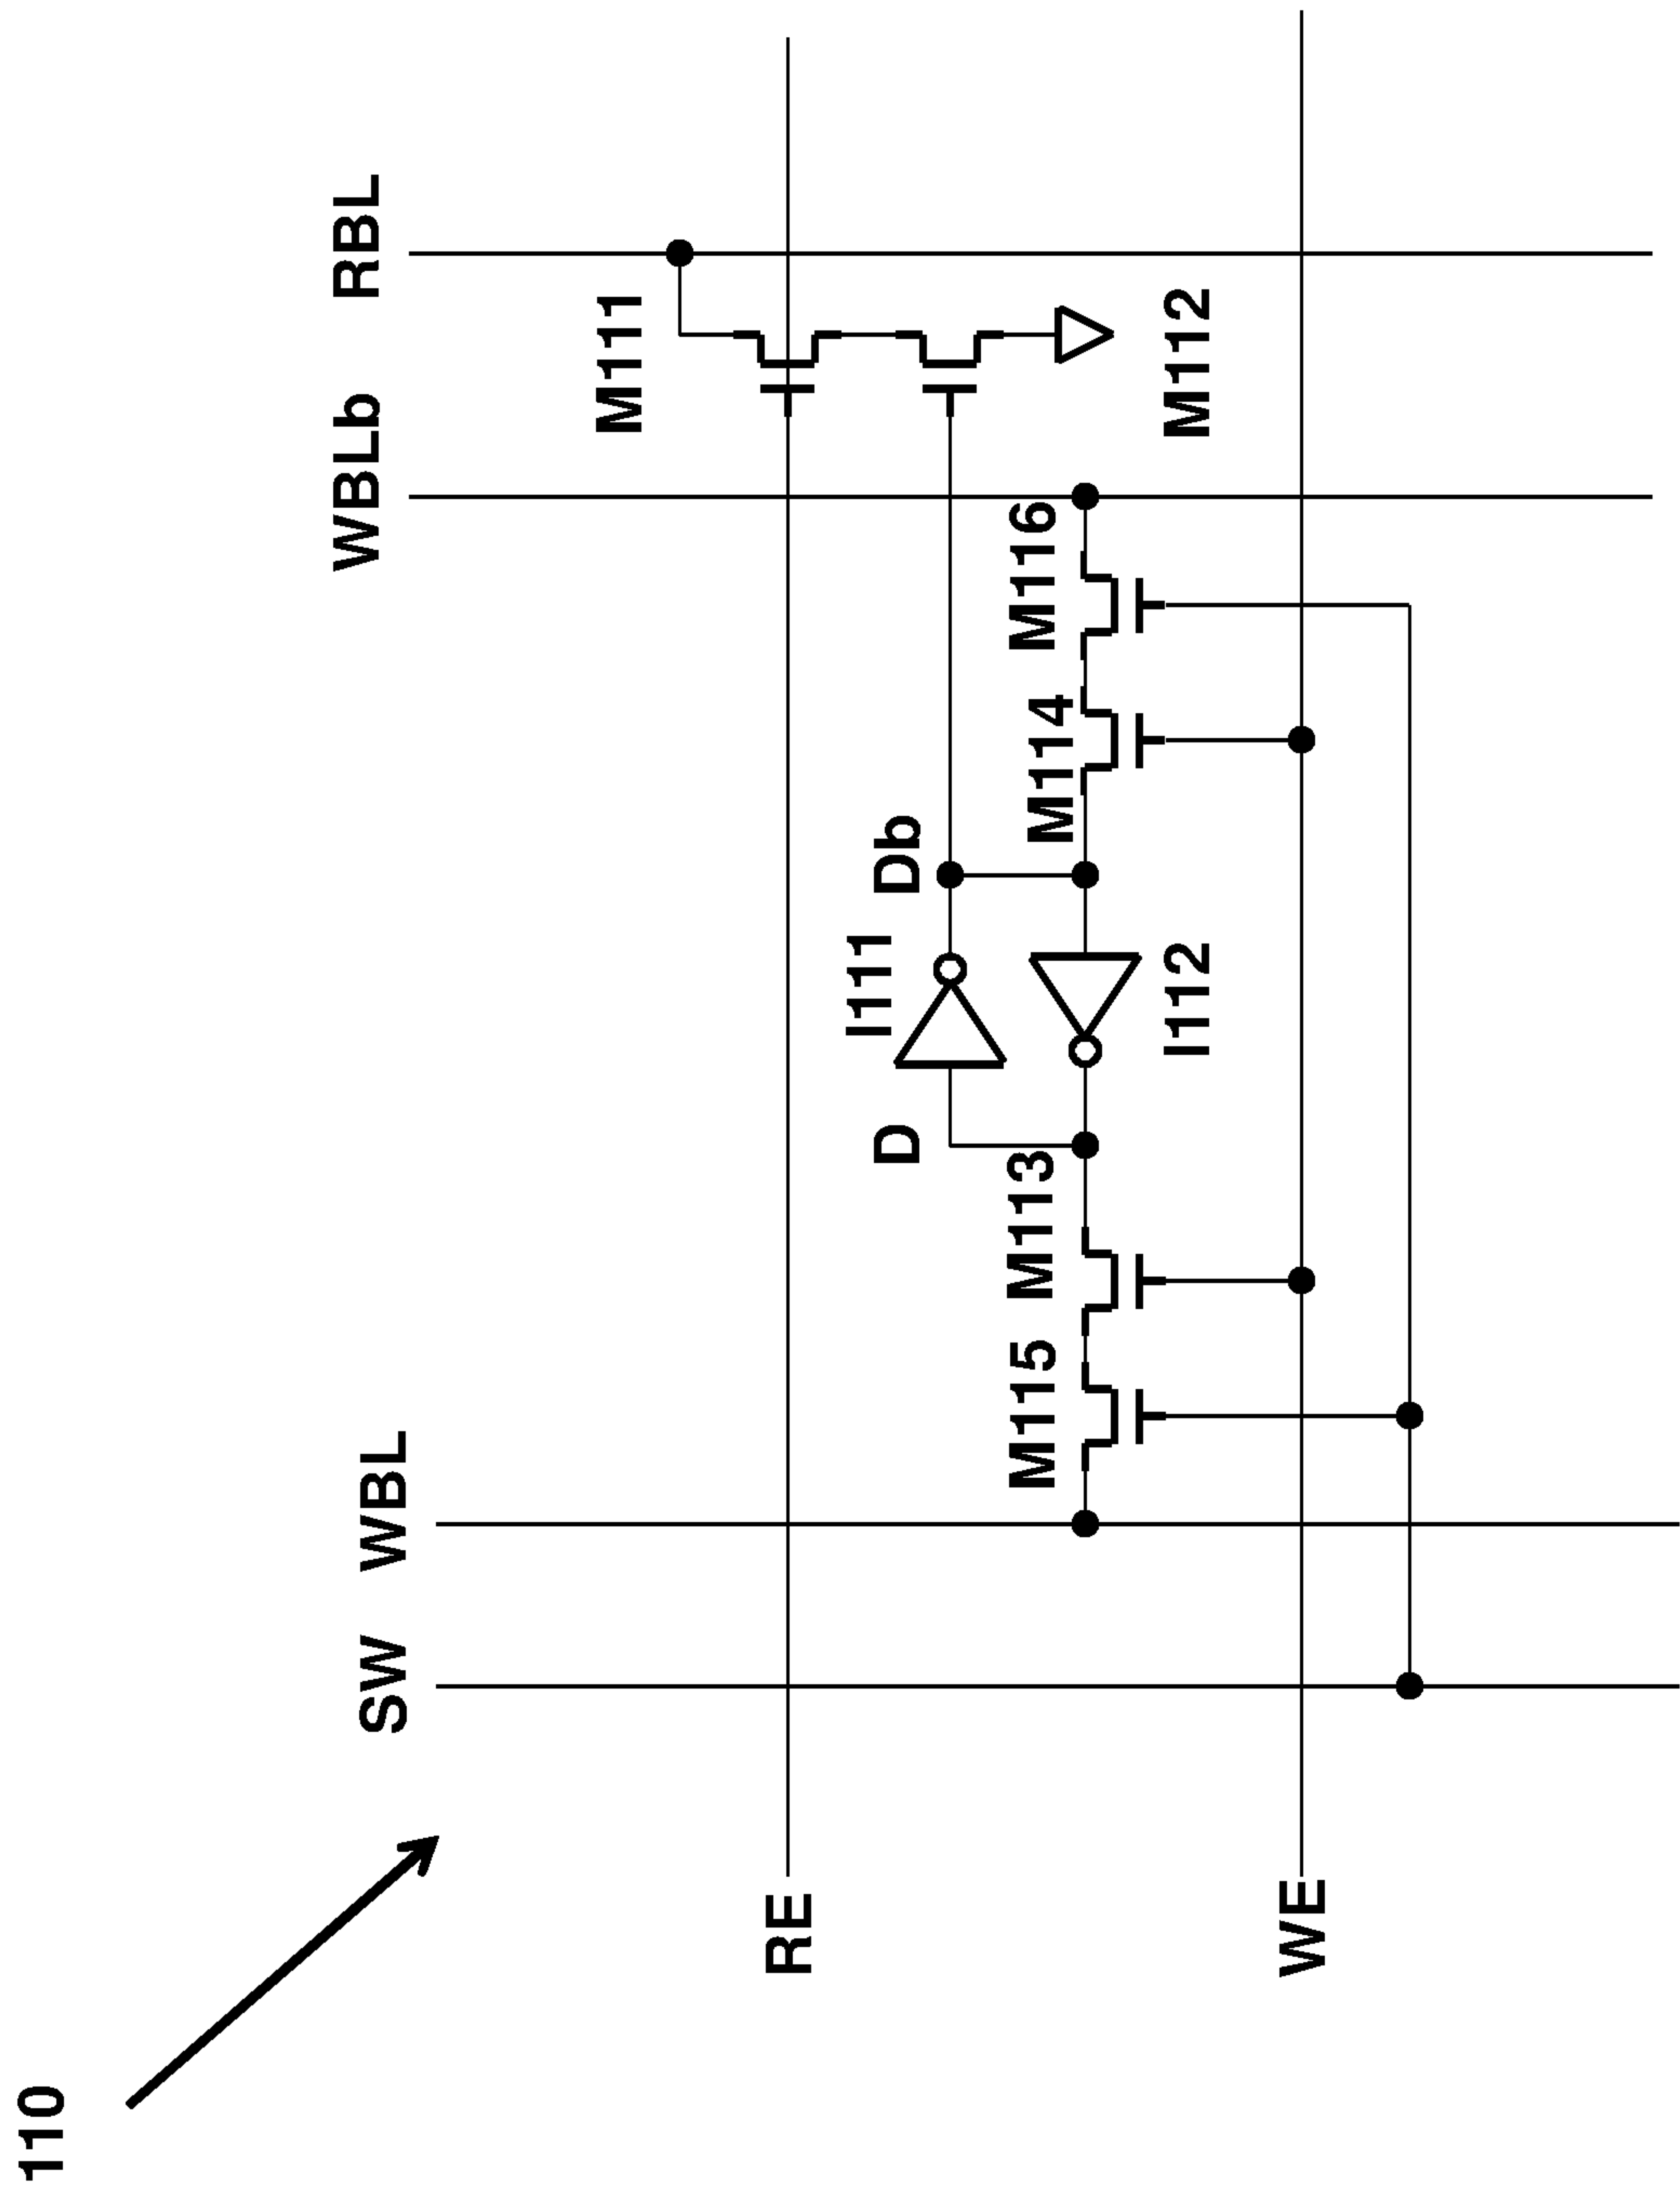 110
SW WBL WBLb RBL
M111
RE
I111
D Db
M115 M113 M114 M116
I112 M112
WE